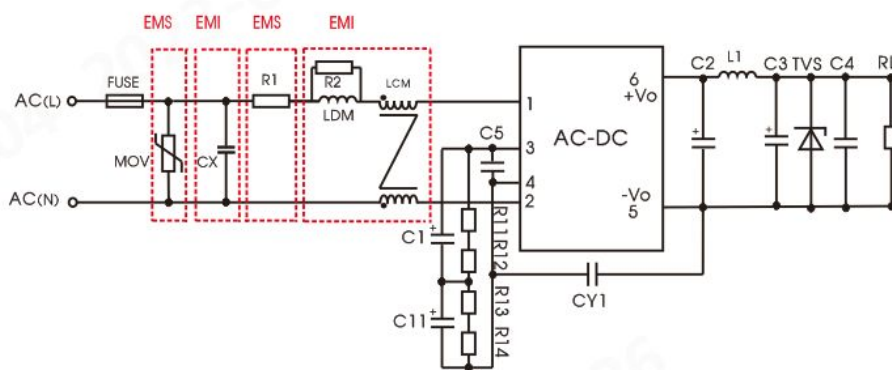 EMS EMI EMS EMI
FUSE R1 R2 LCM
LDM
AC(L)
MOV CX
AC(N)
1
3
4
2
AC-DC
6
+Vo
-Vo
5
C5
C1
C11
R11
R12
R13
R14
CY1
C2 L1 C3 TVS C4 RL
+
+
+
+